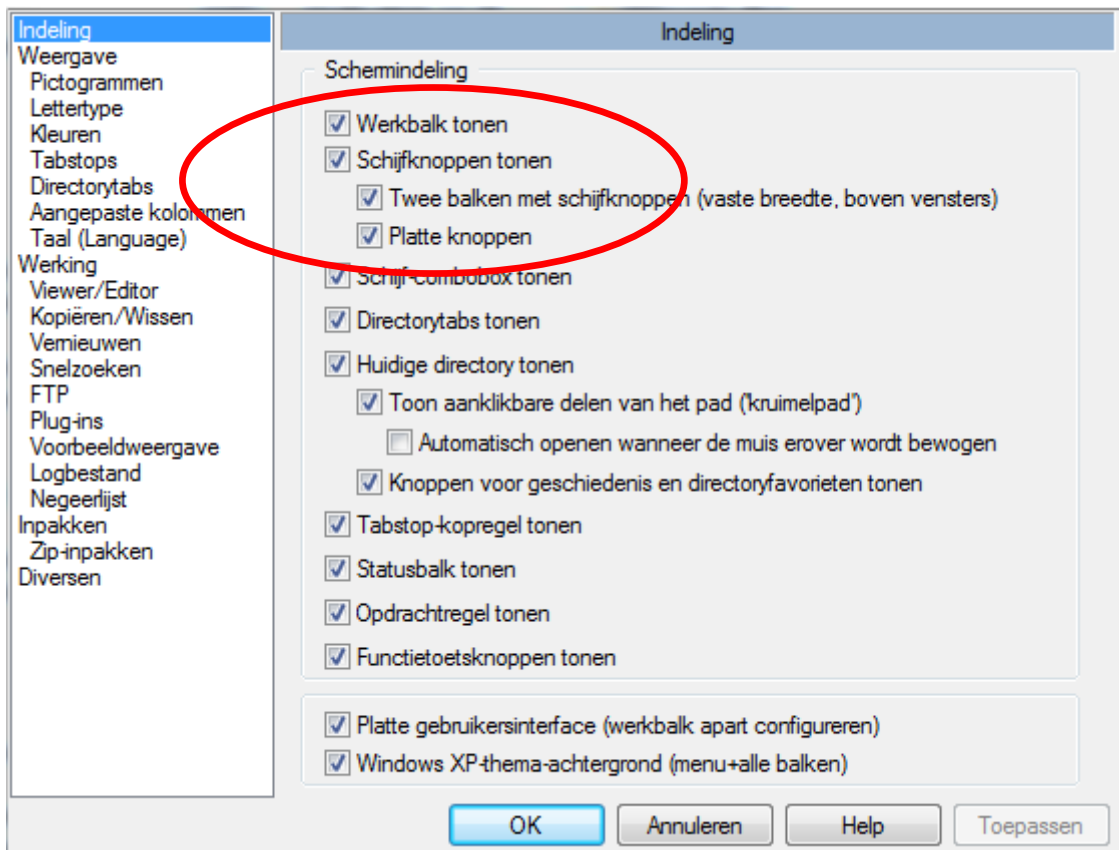 Indeling
Weergave
Pictogrammen
Lettertype
Kleuren
Tabstops
Directorytabs
Aangepaste kolommen
Taal (Language)
Werking
Viewer/Editor
Kopiëren/Wissen
Vernieuwen
Snelzoeken
FTP
Plug-ins
Voorbeeldweergave
Logbestand
Negeerlijst
Inpakken
Zip-inpakken
Diversen
Indeling
Schermindeling
Werkbalk tonen
Schijfknoppen tonen
Twee balken met schijfknoppen (vaste breedte, boven vensters)
Platte knoppen
Schijf-combobox tonen
Directorytabs tonen
Huidige directory tonen
Toon aanklikbare delen van het pad ('kruimelpad')
Automatisch openen wanneer de muis erover wordt bewogen
Knoppen voor geschiedenis en directoryfavorieten tonen
Tabstop-kopregel tonen
Statusbalk tonen
Opdrachtregel tonen
Functietoetsknoppen tonen
Platte gebruikersinterface (werkbalk apart configureren)
Windows XP-thema-achtergrond (menu+alle balken)
OK Annuleren Help Toepassen